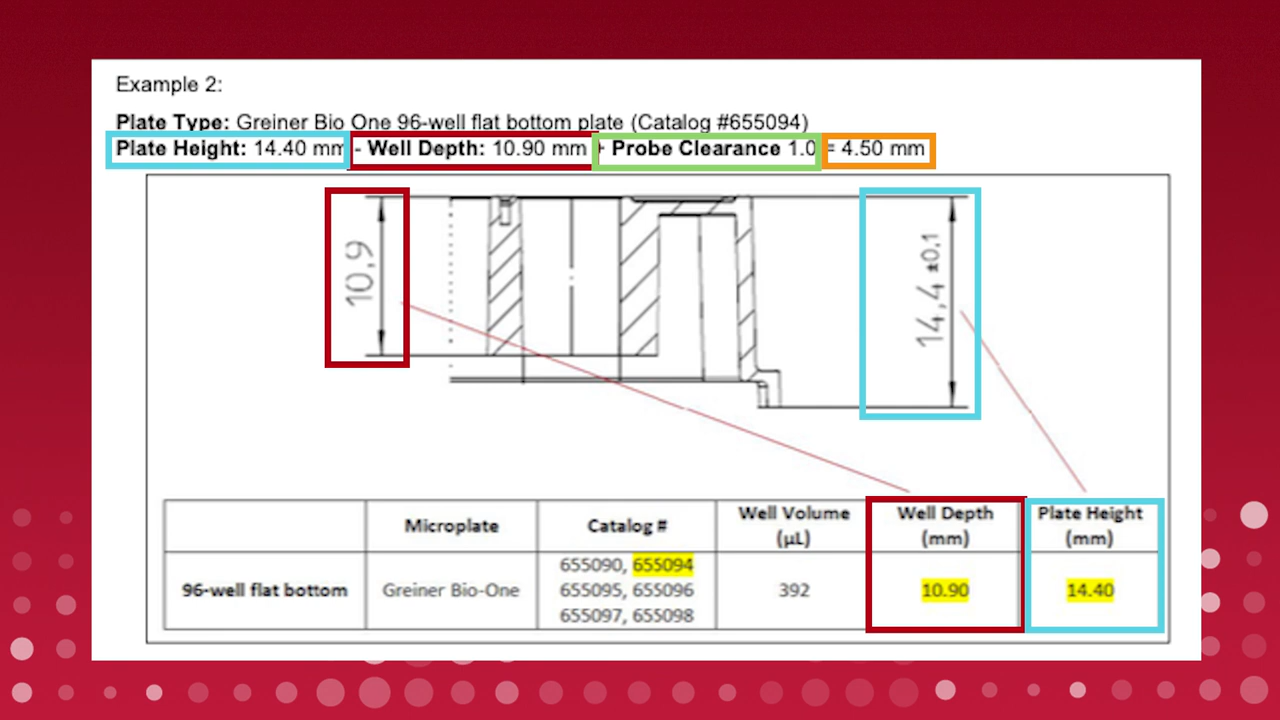 Example 2:
Plate Type: Greiner Bio One 96-well flat bottom plate (Catalog #655094)
Plate Height: 14.40 mm - Well Depth: 10.90 mm + Probe Clearance 1.0 = 4.50 mm
10,9
14,4 ±0,1
Microplate
Catalog #
Well Volume
(µL)
Well Depth
(mm)
Plate Height
(mm)
96-well flat bottom
Greiner Bio-One
655090, 655094
655095, 655096
655097, 655098
392
10.90
14.40